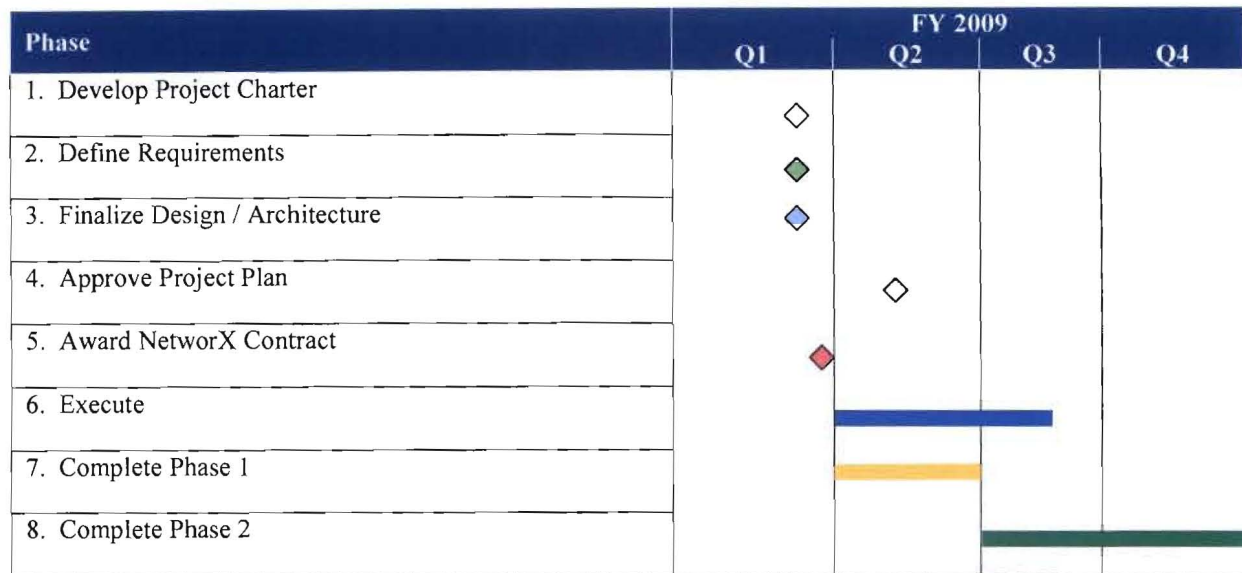 Phase
FY 2009
Q1 Q2 Q3 Q4
1. Develop Project Charter
2. Define Requirements
3. Finalize Design / Architecture
4. Approve Project Plan
5. Award NetworX Contract
6. Execute
7. Complete Phase 1
8. Complete Phase 2